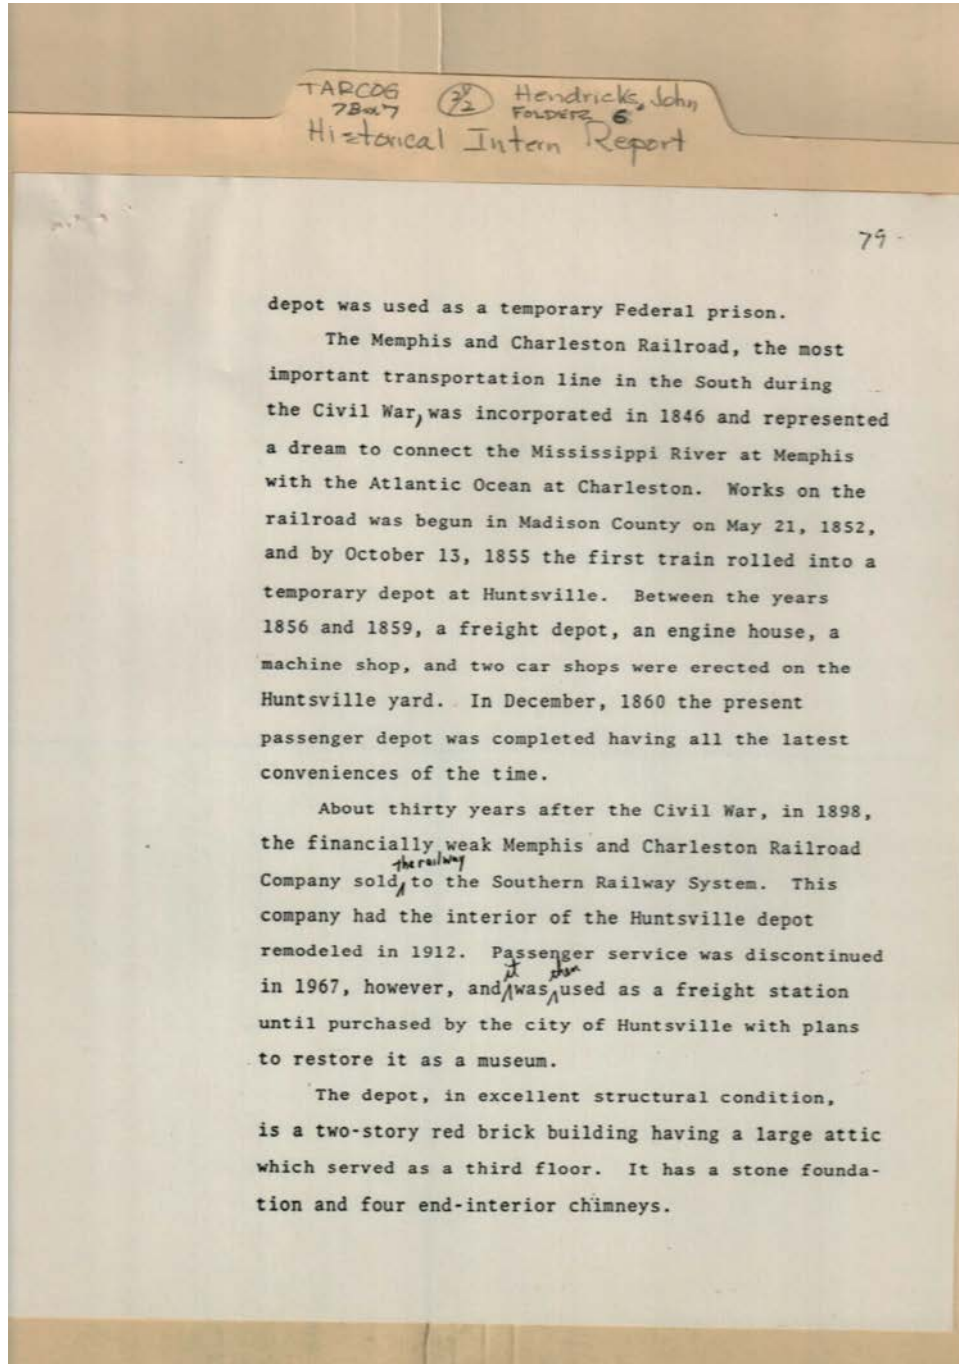 TARCOG 2/2 Hendricks, John
FOLDER 6
Historical Intern Report
79-
depot was used as a temporary Federal prison.
The Memphis and Charleston Railroad, the most
important transportation line in the South during
the Civil War, was incorporated in 1846 and represented
a dream to connect the Mississippi River at Memphis
with the Atlantic Ocean at Charleston. Works on the
railroad was begun in Madison County on May 21, 1852,
and by October 13, 1855 the first train rolled into a
temporary depot at Huntsville. Between the years
1856 and 1859, a freight depot, an engine house, a
machine shop, and two car shops were erected on the
Huntsville yard. In December, 1860 the present
passenger depot was completed having all the latest
conveniences of the time.
About thirty years after the Civil War, in 1898,
the financially weak Memphis and Charleston Railroad
the railway
Company sold to the Southern Railway System. This
company had the interior of the Huntsville depot
remodeled in 1912. Passenger service was discontinued
it then
in 1967, however, and was used as a freight station
until purchased by the city of Huntsville with plans
to restore it as a museum.
The depot, in excellent structural condition,
is a two-story red brick building having a large attic
which served as a third floor. It has a stone founda-
tion and four end-interior chimneys.